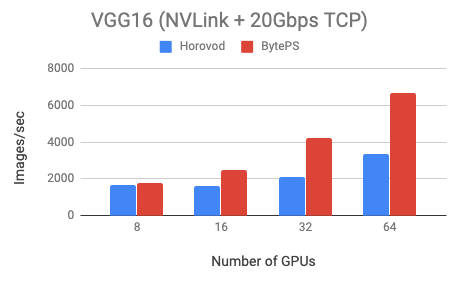 VGG16 (NVLink + 20Gbps TCP)
Horovod BytePS
8000
6000
4000
2000
0
Images/sec
8 16 32 64
Number of GPUs